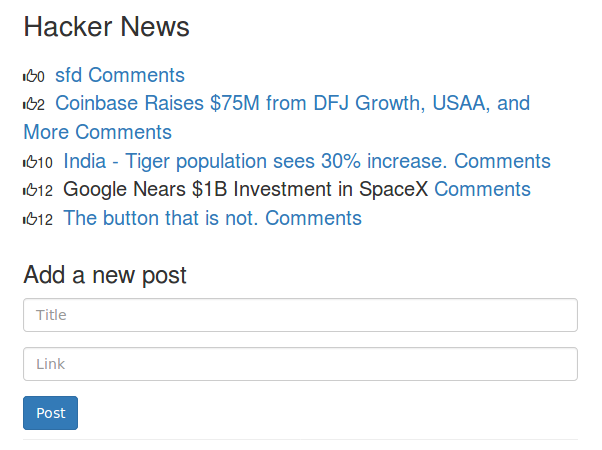 Hacker News
0 sfd Comments
2 Coinbase Raises $75M from DFJ Growth, USAA, and
More Comments
10 India - Tiger population sees 30% increase. Comments
12 Google Nears $1B Investment in SpaceX Comments
12 The button that is not. Comments
Add a new post
Title
Link
Post